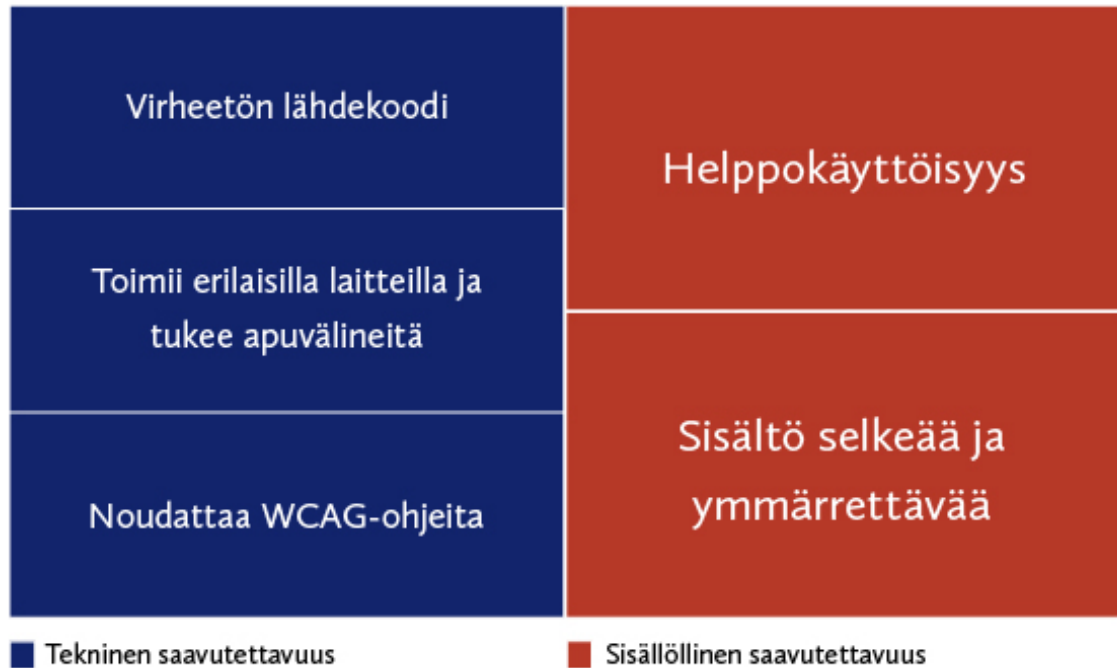 Virheetön lähdekoodi
Toimii erilaisilla laitteilla ja
tukee apuvälineitä
Noudattaa WCAG-ohjeita
Helppokäyttöisyys
Sisältö selkeää ja
ymmärrettävää
Tekninen saavutettavuus
Sisällöllinen saavutettavuus